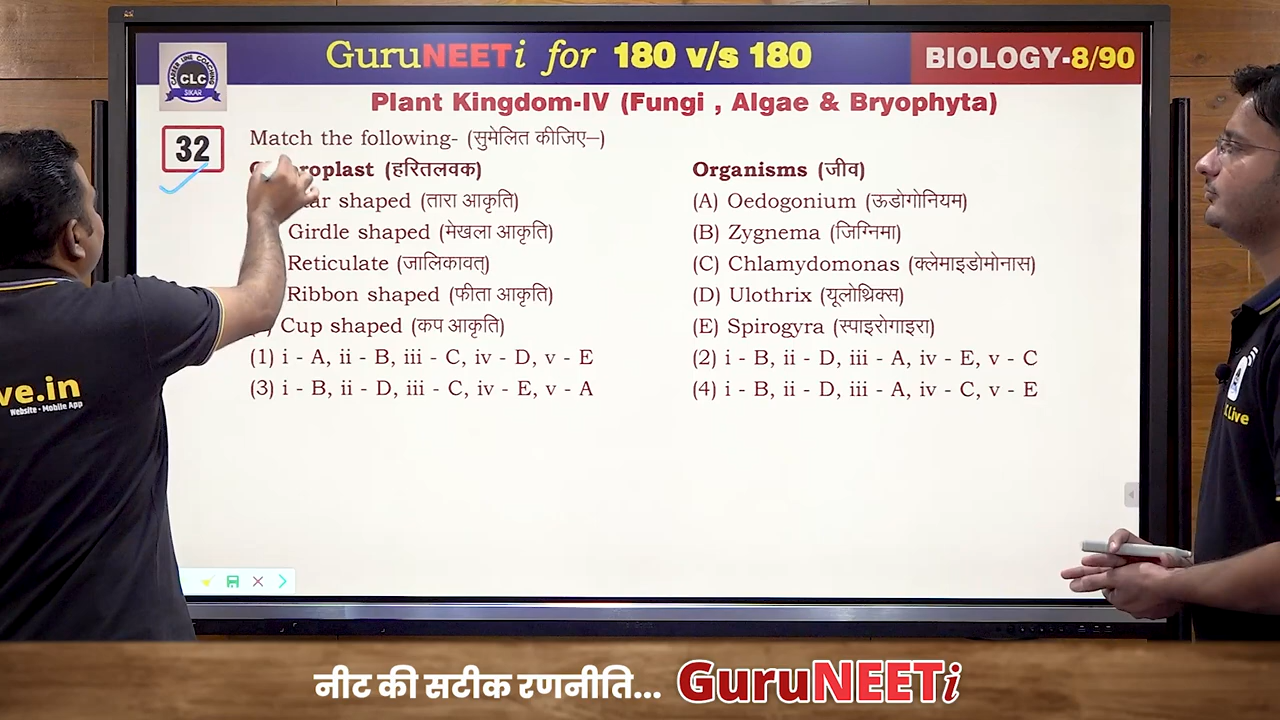 GuruNEETi for 180 v/s 180
BIOLOGY-8/90
CAREER LINE COACHING
CLC
SIKAR
Plant Kingdom-IV (Fungi , Algae & Bryophyta)
32
Match the following- (सुमेलित कीजिए–)
(हरितलवक)
Organisms (जीव)
shaped (तारा आकृति)
(A) Oedogonium (ऊडोगोनियम)
Girdle shaped (मेखला आकृति)
(B) Zygnema (जिग्निमा)
Reticulate (जालिकावत्)
(C) Chlamydomonas (क्लेमाइडोमोनास)
Ribbon shaped (फीता आकृति)
(D) Ulothrix (यूलोथ्रिक्स)
Cup shaped (कप आकृति)
(E) Spirogyra (स्पाइरोगाइरा)
(1) i - A, ii - B, iii - C, iv - D, v - E
(2) i - B, ii - D, iii - A, iv - E, v - C
(3) i - B, ii - D, iii - C, iv - E, v - A
(4) i - B, ii - D, iii - A, iv - C, v - E
ve.in
Website - Mobile App
Live
नीट की सटीक रणनीति... GuruNEETi